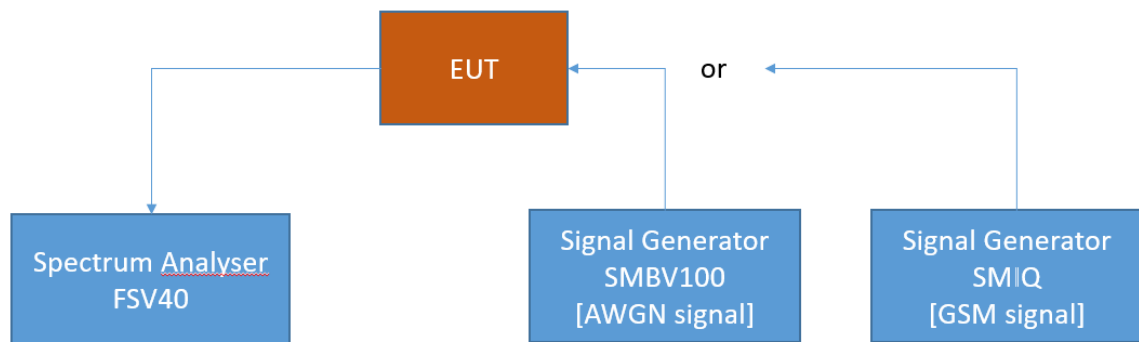 EUT
or
Spectrum Analyser
FSV40
Signal Generator
SMBV100
[AWGN signal]
Signal Generator
SMIQ
[GSM signal]